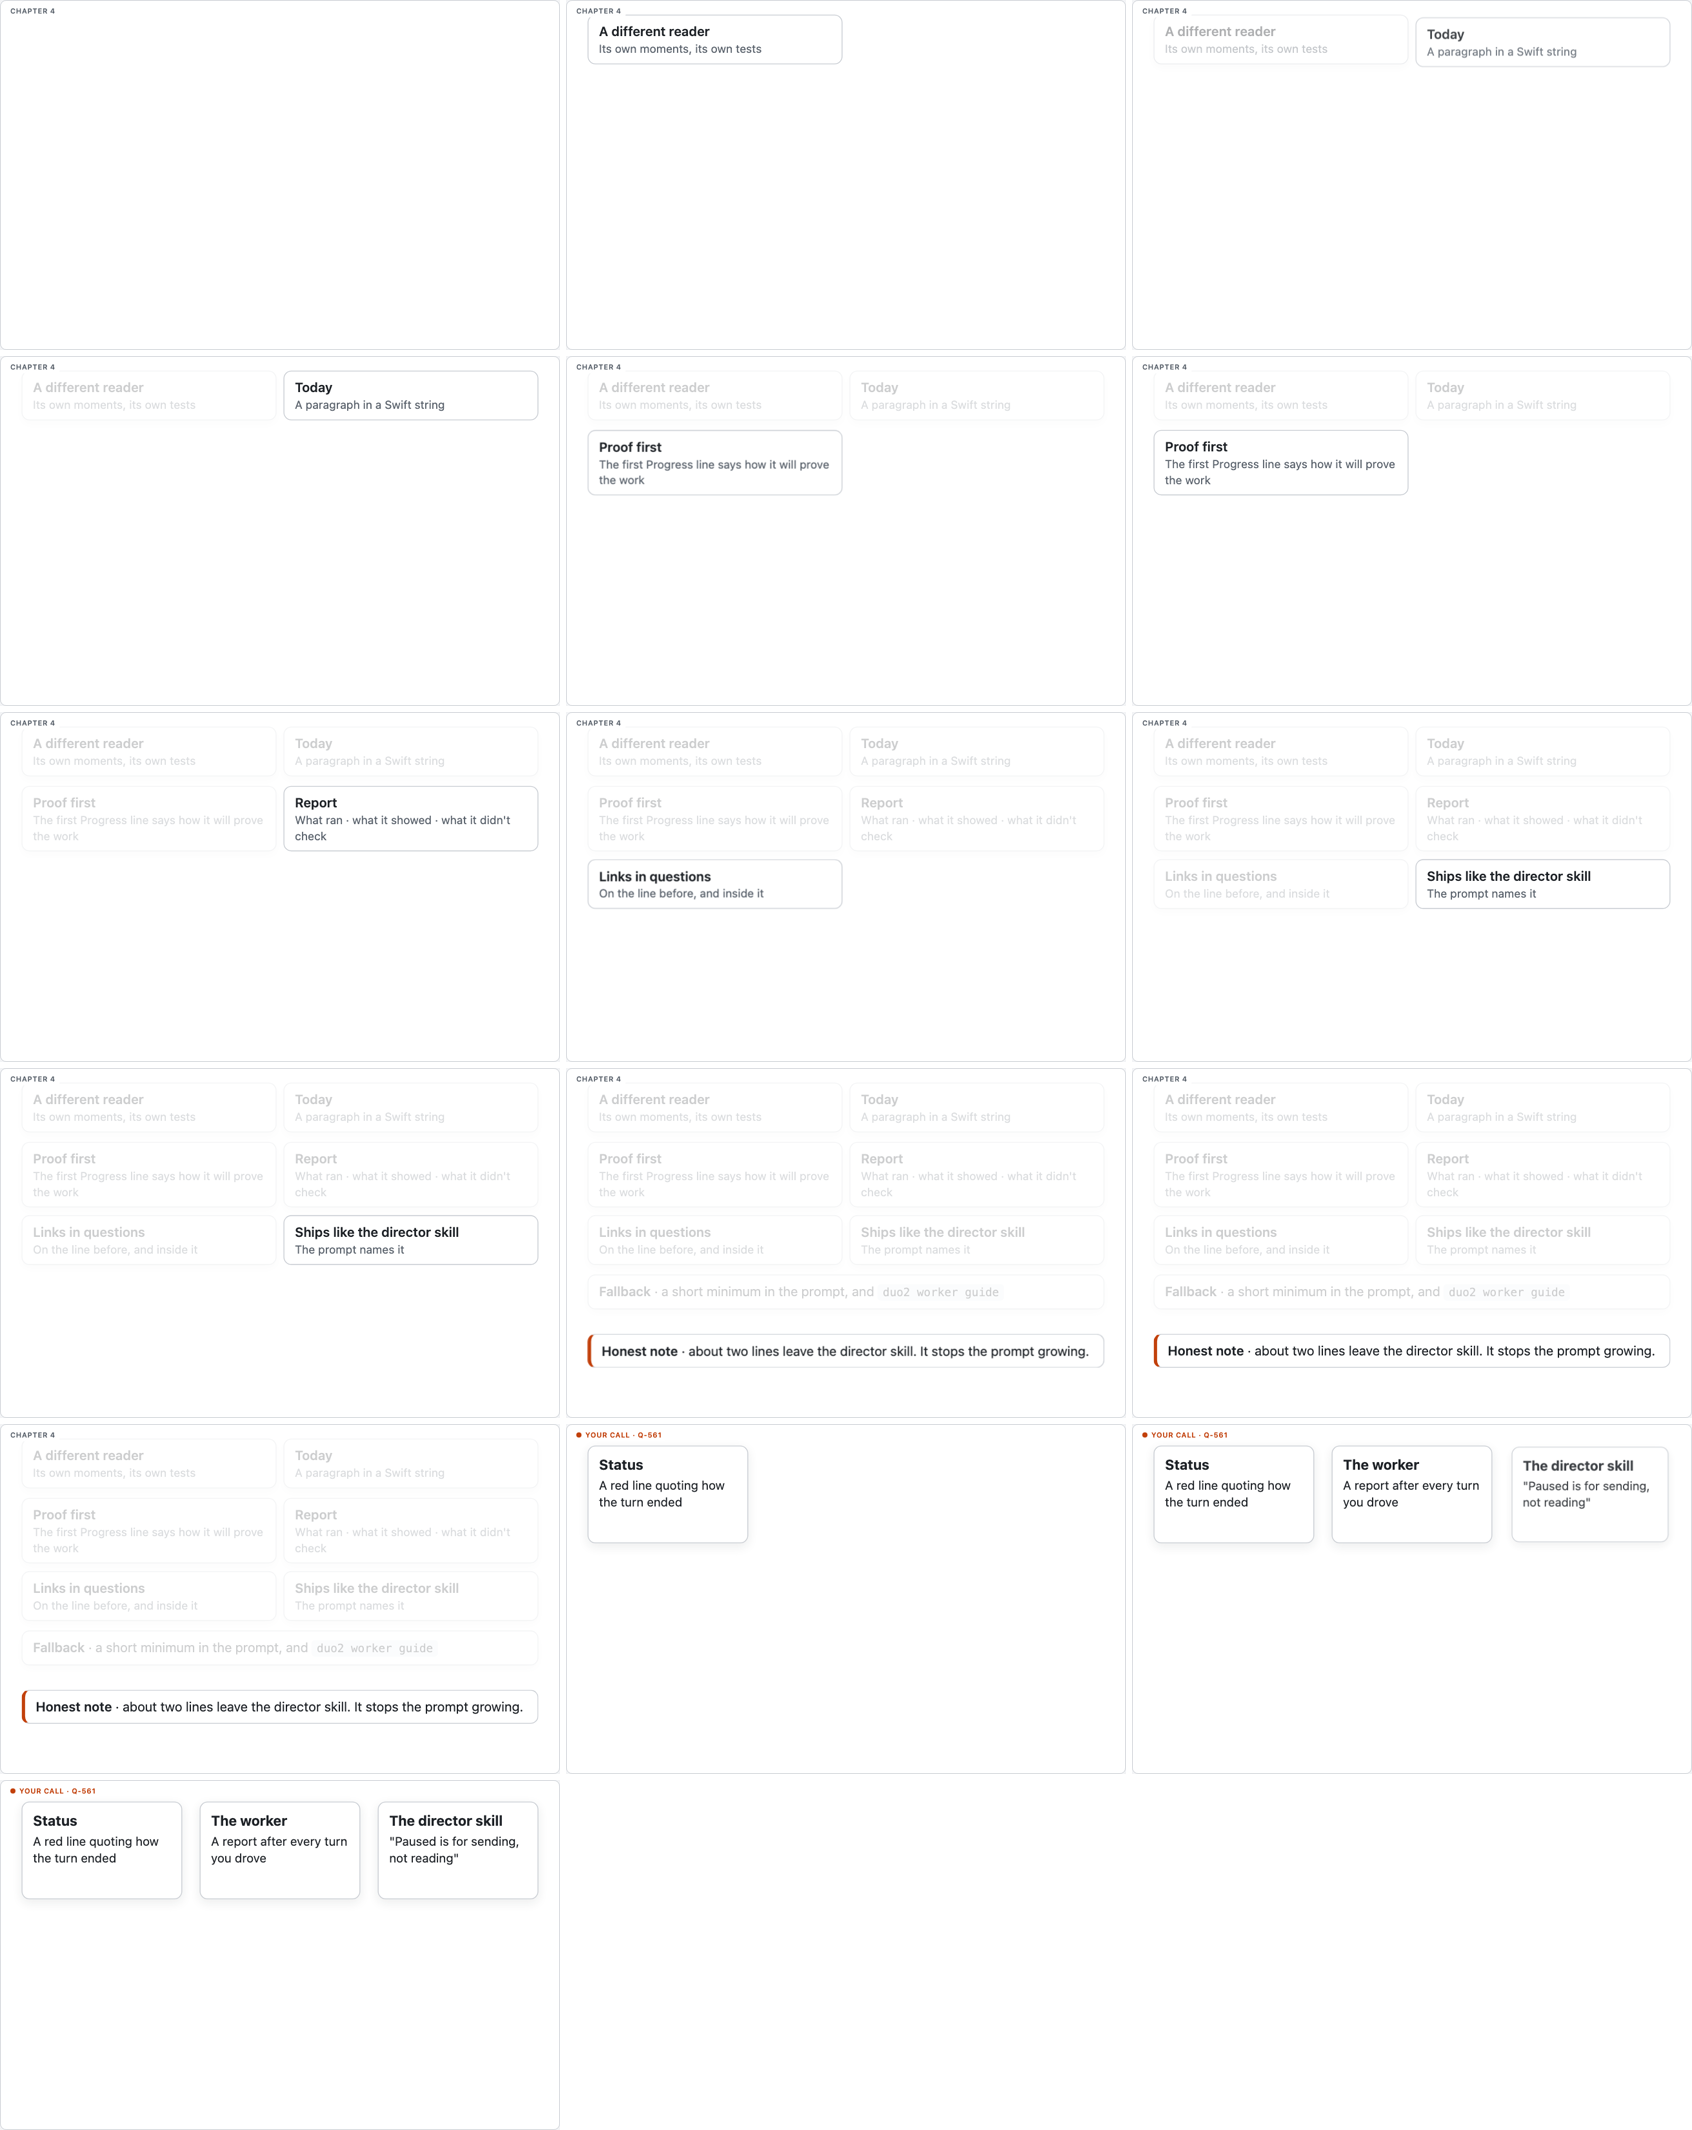 CHAPTER 4
CHAPTER 4
A different reader
Its own moments, its own tests
CHAPTER 4
A different reader
Its own moments, its own tests
Today
A paragraph in a Swift string
CHAPTER 4
A different reader
Its own moments, its own tests
Today
A paragraph in a Swift string
CHAPTER 4
A different reader
Its own moments, its own tests
Today
A paragraph in a Swift string
Proof first
The first Progress line says how it will prove
the work
CHAPTER 4
A different reader
Its own moments, its own tests
Today
A paragraph in a Swift string
Proof first
The first Progress line says how it will prove
the work
CHAPTER 4
A different reader
Its own moments, its own tests
Today
A paragraph in a Swift string
Proof first
The first Progress line says how it will prove
the work
Report
What ran · what it showed · what it didn't
check
CHAPTER 4
A different reader
Its own moments, its own tests
Today
A paragraph in a Swift string
Proof first
The first Progress line says how it will prove
the work
Report
What ran · what it showed · what it didn't
check
Links in questions
On the line before, and inside it
CHAPTER 4
A different reader
Its own moments, its own tests
Today
A paragraph in a Swift string
Proof first
The first Progress line says how it will prove
the work
Report
What ran · what it showed · what it didn't
check
Links in questions
On the line before, and inside it
Ships like the director skill
The prompt names it
CHAPTER 4
A different reader
Its own moments, its own tests
Today
A paragraph in a Swift string
Proof first
The first Progress line says how it will prove
the work
Report
What ran · what it showed · what it didn't
check
Links in questions
On the line before, and inside it
Ships like the director skill
The prompt names it
CHAPTER 4
A different reader
Its own moments, its own tests
Today
A paragraph in a Swift string
Proof first
The first Progress line says how it will prove
the work
Report
What ran · what it showed · what it didn't
check
Links in questions
On the line before, and inside it
Ships like the director skill
The prompt names it
Fallback · a short minimum in the prompt, and duo2 worker guide
Honest note · about two lines leave the director skill. It stops the prompt growing.
CHAPTER 4
A different reader
Its own moments, its own tests
Today
A paragraph in a Swift string
Proof first
The first Progress line says how it will prove
the work
Report
What ran · what it showed · what it didn't
check
Links in questions
On the line before, and inside it
Ships like the director skill
The prompt names it
Fallback · a short minimum in the prompt, and duo2 worker guide
Honest note · about two lines leave the director skill. It stops the prompt growing.
CHAPTER 4
A different reader
Its own moments, its own tests
Today
A paragraph in a Swift string
Proof first
The first Progress line says how it will prove
the work
Report
What ran · what it showed · what it didn't
check
Links in questions
On the line before, and inside it
Ships like the director skill
The prompt names it
Fallback · a short minimum in the prompt, and duo2 worker guide
Honest note · about two lines leave the director skill. It stops the prompt growing.
YOUR CALL · Q-561
Status
A red line quoting how
the turn ended
YOUR CALL · Q-561
Status
A red line quoting how
the turn ended
The worker
A report after every turn
you drove
The director skill
"Paused is for sending,
not reading"
YOUR CALL · Q-561
Status
A red line quoting how
the turn ended
The worker
A report after every turn
you drove
The director skill
"Paused is for sending,
not reading"